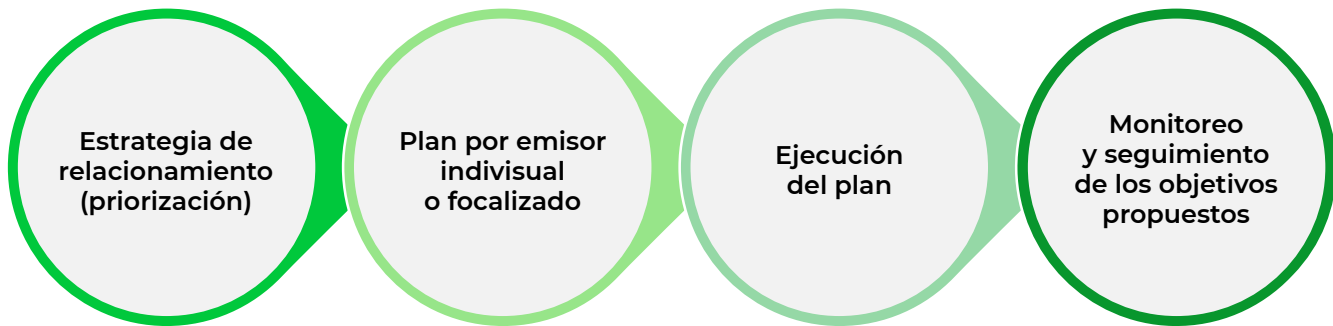 Estrategia de
relacionamiento
(priorización)
Plan por emisor
indivisual
o focalizado
Ejecución
del plan
Monitoreo
y seguimiento
de los objetivos
propuestos